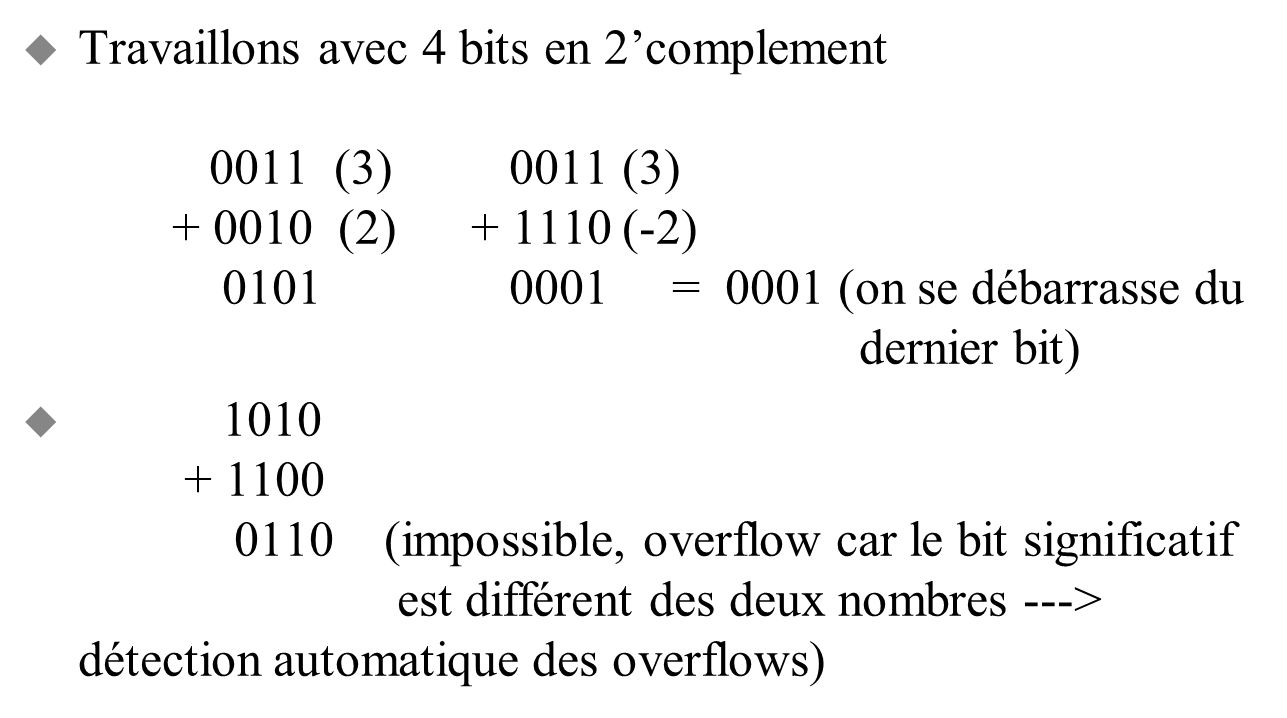 Travaillons avec 4 bits en 2’complement
0011 (3) 0011 (3)
+ 0010 (2) + 1110 (-2)
0101 0001 = 0001 (on se débarrasse du
dernier bit)
1010
+ 1100
0110 (impossible, overflow car le bit significatif
est différent des deux nombres --->
détection automatique des overflows)